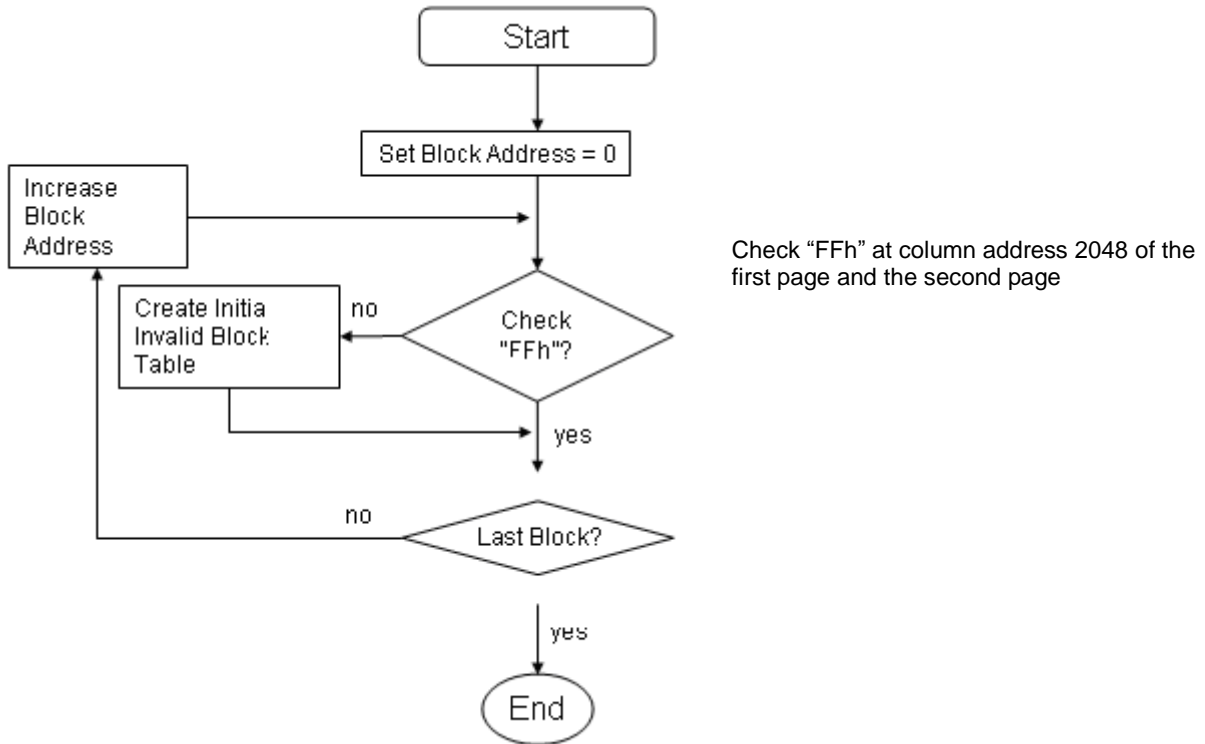 Start
Set Block Address = 0
Increase
Block
Address
Check “FFh” at column address 2048 of the
first page and the second page
Create Initia
Invalid Block
Table
no
Check
"FFh"?
yes
no
Last Block?
yes
End